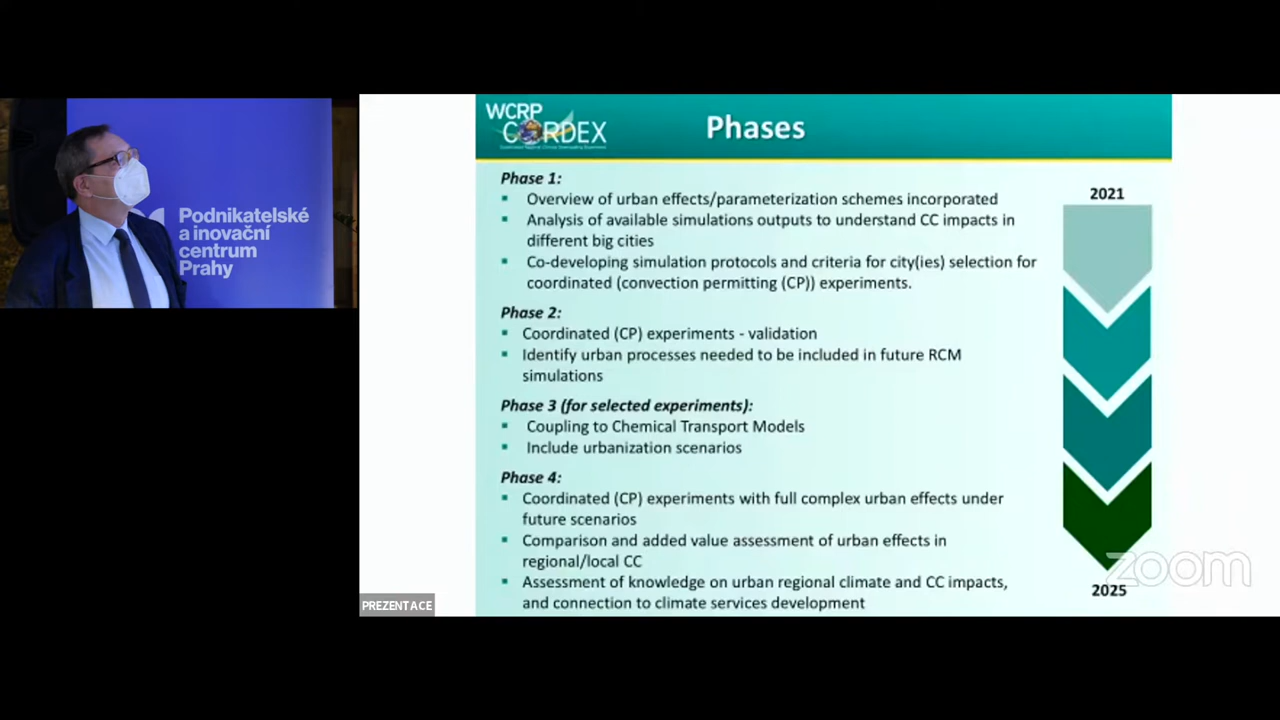 Podnikatelské
a inovační
centrum
Prahy
WCRP
CORDEX
Phases
Phase 1:
Overview of urban effects/parameterization schemes incorporated
Analysis of available simulations outputs to understand CC impacts in
different big cities
Co-developing simulation protocols and criteria for city(ies) selection for
coordinated (convection permitting (CP)) experiments.
Phase 2:
Coordinated (CP) experiments - validation
Identify urban processes needed to be included in future RCM
simulations
Phase 3 (for selected experiments):
Coupling to Chemical Transport Models
Include urbanization scenarios
Phase 4:
Coordinated (CP) experiments with full complex urban effects under
future scenarios
Comparison and added value assessment of urban effects in
regional/local CC
Assessment of knowledge on urban regional climate and CC impacts,
and connection to climate services development
2021
2025
zoom
PREZENTACE